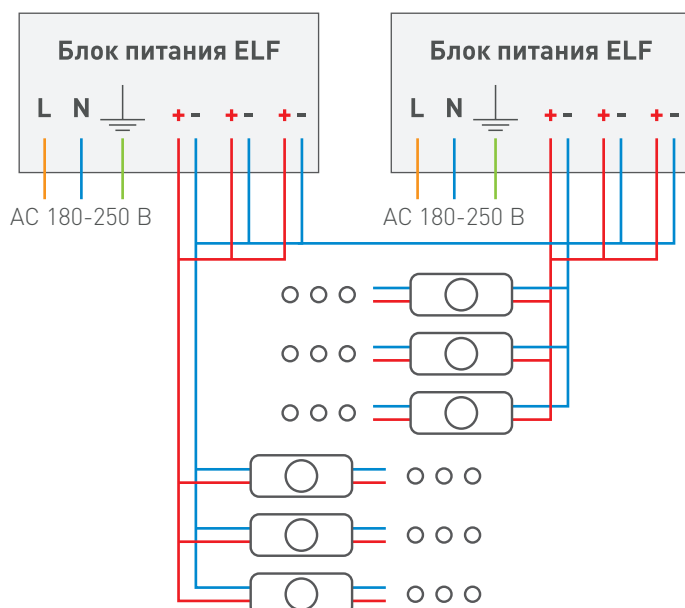 Блок питания ELF
L N + - + - + -
AC 180-250 В
Блок питания ELF
L N + - + - + -
AC 180-250 В